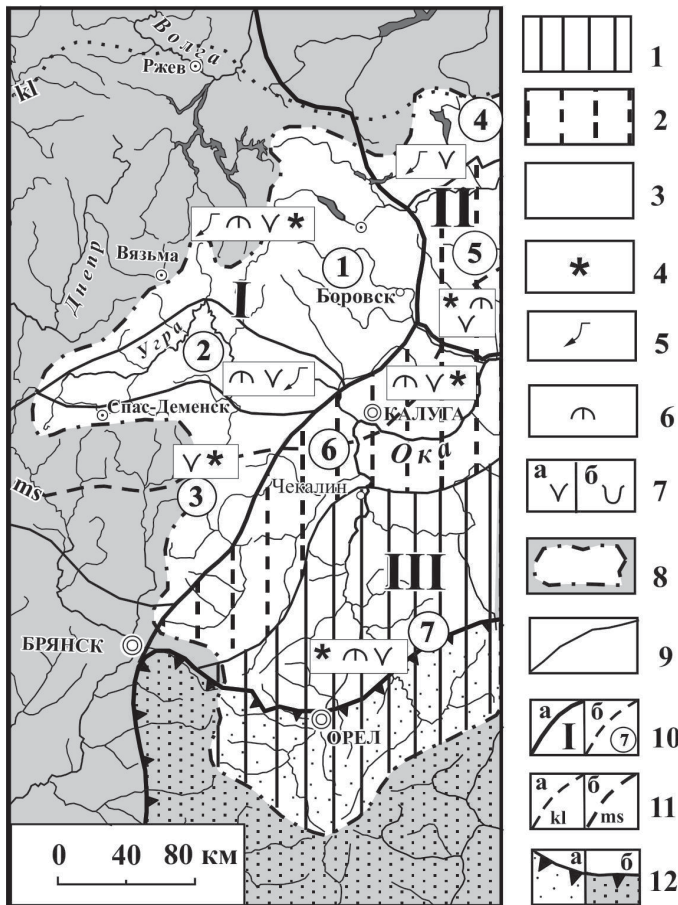 Волга
Ржев
kl
4
II
Вязьма
Днепр
1
5
I
Боровск
Угра
2
Спас-Деменск
КАЛУГА
6
Ока
ms
3
Чекалин
III
7
БРЯНСК
ОРЕЛ
0 40 80 км
1
2
3
4
5
6
а б 7
8
9
а I б 7 10
а kl б ms 11
а б 12